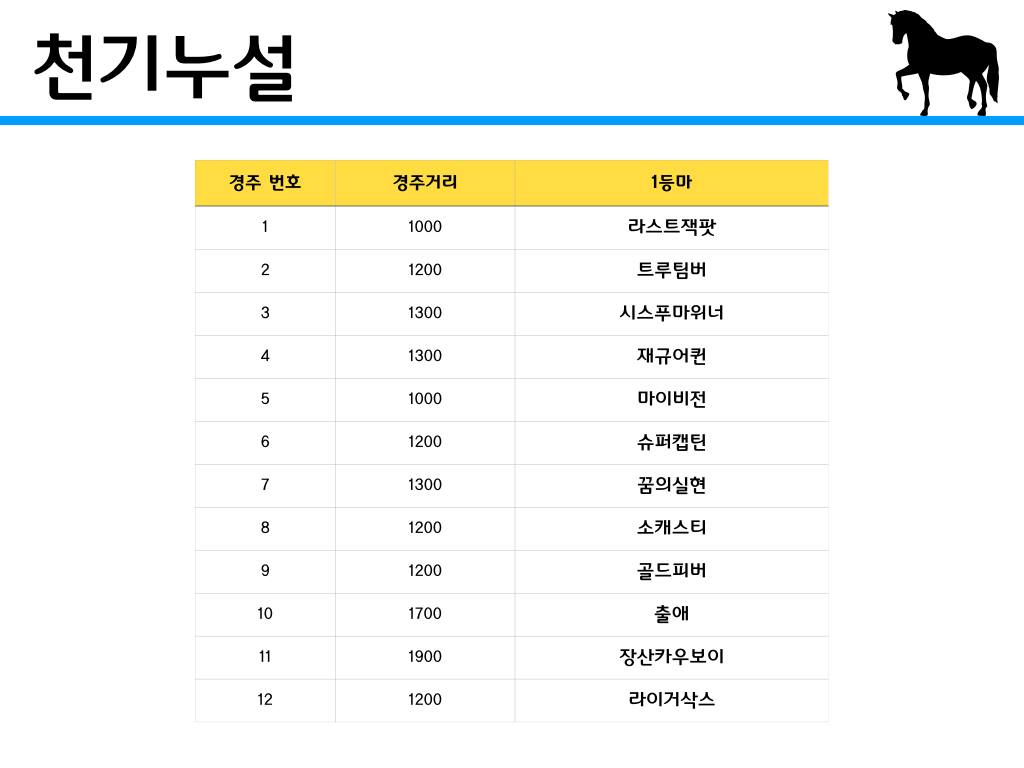 천기누설
경주 번호 경주거리 1등마
1 1000 라스트잭팟
2 1200 트루팀버
3 1300 시스푸마위너
4 1300 재규어퀸
5 1000 마이비전
6 1200 슈퍼캡틴
7 1300 꿈의실현
8 1200 소캐스티
9 1200 골드피버
10 1700 출애
11 1900 장산카우보이
12 1200 라이거삭스